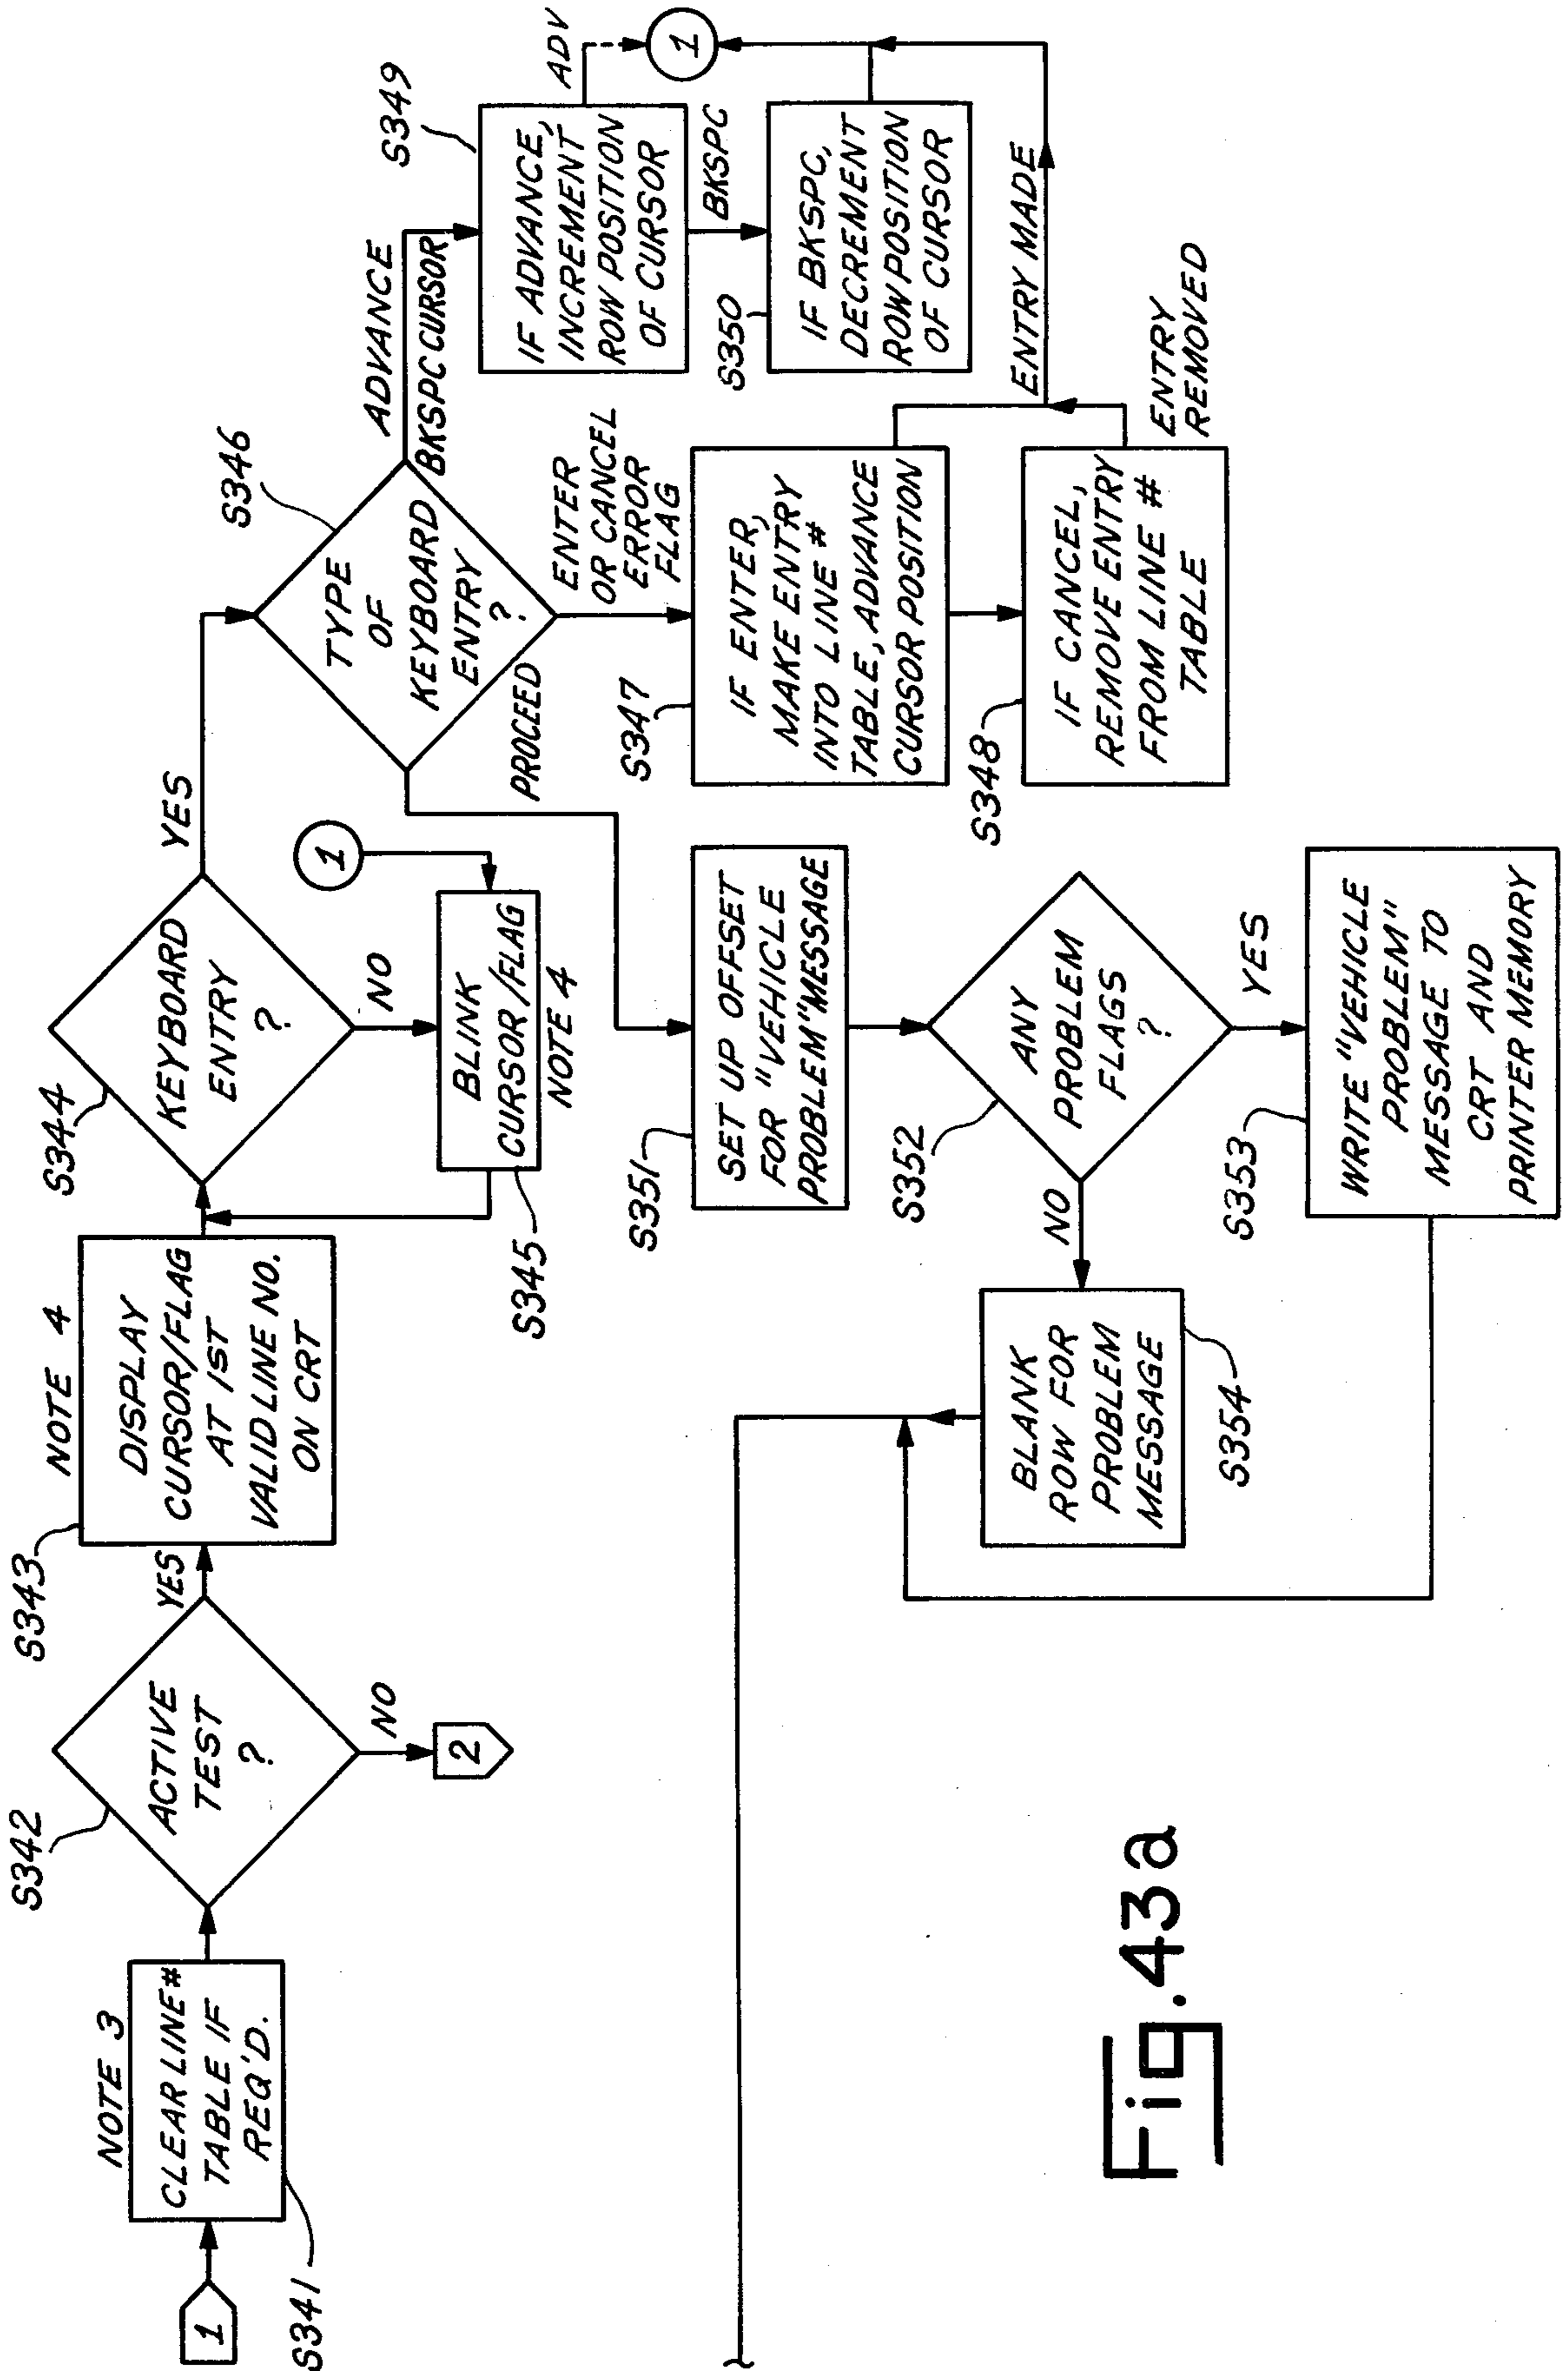 1
S341
NOTE 3
CLEAR LINE#
TABLE IF
REQ'D.
S342
ACTIVE
TEST
?
YES
NO
2
S343
NOTE 4
DISPLAY
CURSOR/FLAG
AT 1ST
VALID LINE NO.
ON CRT
S344
KEYBOARD
ENTRY
?
YES
NO
S345
BLINK
CURSOR/FLAG
NOTE 4
1
S346
TYPE
OF
KEYBOARD
ENTRY
?
ADVANCE
BKSPC CURSOR
PROCEED
ENTER
OR CANCEL
ERROR
FLAG
S349
IF ADVANCE,
INCREMENT
ROW POSITION
OF CURSOR
ADV
1
BKSPC
S350
IF BKSPC,
DECREMENT
ROW POSITION
OF CURSOR
S347
IF ENTER,
MAKE ENTRY
INTO LINE #
TABLE, ADVANCE
CURSOR POSITION
ENTRY MADE
S348
IF CANCEL,
REMOVE ENTRY
FROM LINE #
TABLE
ENTRY
REMOVED
S351
SET UP OFFSET
FOR "VEHICLE
PROBLEM" MESSAGE
S352
ANY
PROBLEM
FLAGS
?
NO
YES
S353
WRITE "VEHICLE
PROBLEM"
MESSAGE TO
CRT AND
PRINTER MEMORY
BLANK
ROW FOR
PROBLEM
MESSAGE
S354
Fig.43a